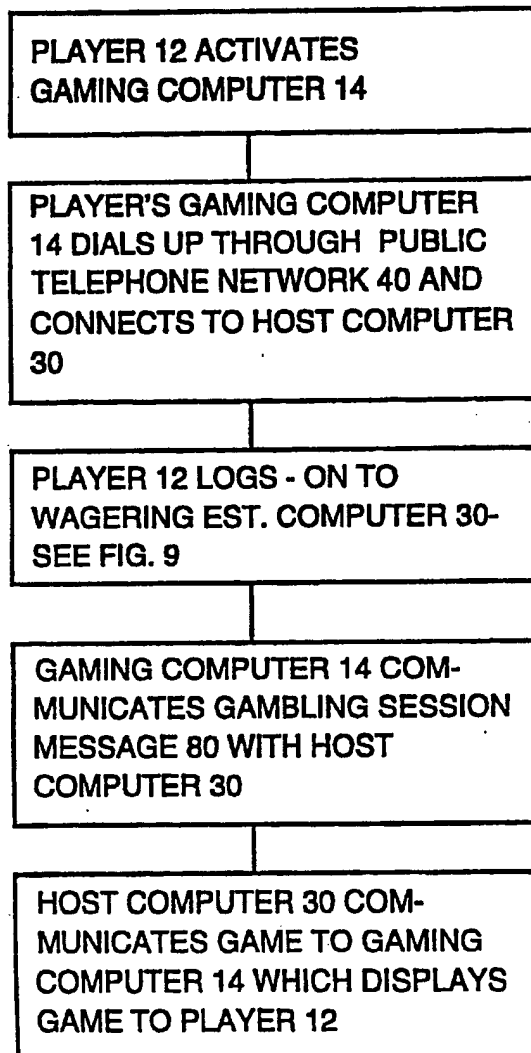 PLAYER 12 ACTIVATES
GAMING COMPUTER 14
PLAYER'S GAMING COMPUTER
14 DIALS UP THROUGH PUBLIC
TELEPHONE NETWORK 40 AND
CONNECTS TO HOST COMPUTER
30
PLAYER 12 LOGS - ON TO
WAGERING EST. COMPUTER 30-
SEE FIG. 9
GAMING COMPUTER 14 COM-
MUNICATES GAMBLING SESSION
MESSAGE 80 WITH HOST
COMPUTER 30
HOST COMPUTER 30 COM-
MUNICATES GAME TO GAMING
COMPUTER 14 WHICH DISPLAYS
GAME TO PLAYER 12